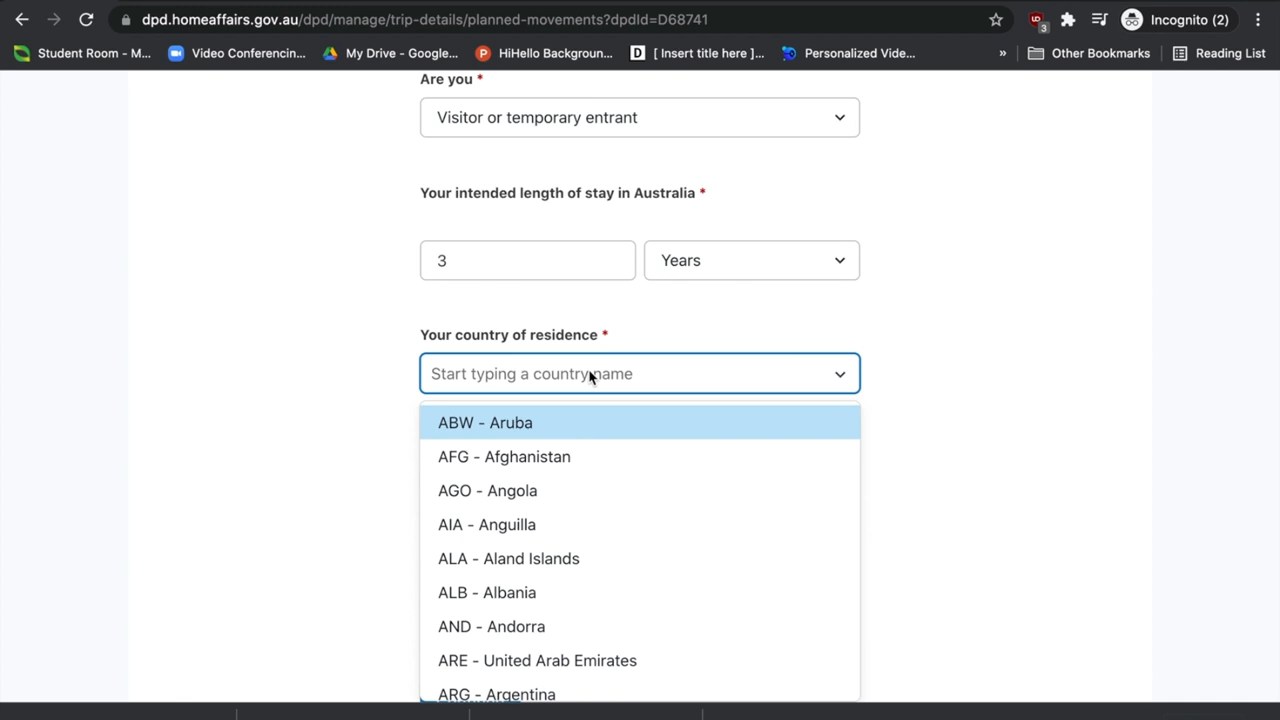 dpd.homeaffairs.gov.au/dpd/manage/trip-details/planned-movements?dpdId=D68741
3
Incognito (2)
Student Room - M...
Video Conferencin...
My Drive - Google...
HiHello Backgroun...
[ Insert title here ]...
Personalized Vide...
»
Other Bookmarks
Reading List
Are you *
Visitor or temporary entrant
Your intended length of stay in Australia *
3
Years
Your country of residence *
Start typing a country name
ABW - Aruba
AFG - Afghanistan
AGO - Angola
AIA - Anguilla
ALA - Aland Islands
ALB - Albania
AND - Andorra
ARE - United Arab Emirates
ARG - Argentina